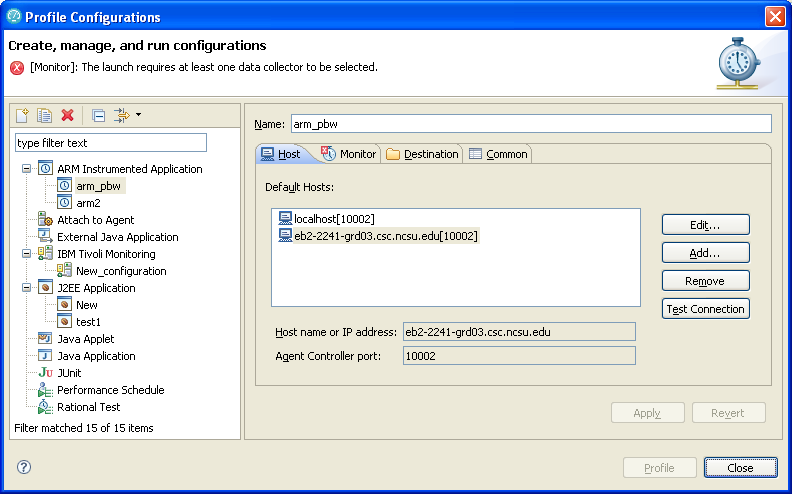 Profile Configurations
Create, manage, and run configurations
[Monitor]: The launch requires at least one data collector to be selected.
type filter text
ARM Instrumented Application
arm_pbw
arm2
Attach to Agent
External Java Application
IBM Tivoli Monitoring
New_configuration
J2EE Application
New
test1
Java Applet
Java Application
JUnit
Performance Schedule
Rational Test
Filter matched 15 of 15 items
Name: arm_pbw
Host Monitor Destination Common
Default Hosts:
localhost[10002]
eb2-2241-grd03.csc.ncsu.edu[10002]
Edit...
Add...
Remove
Test Connection
Host name or IP address: eb2-2241-grd03.csc.ncsu.edu
Agent Controller port: 10002
Apply Revert
Profile Close